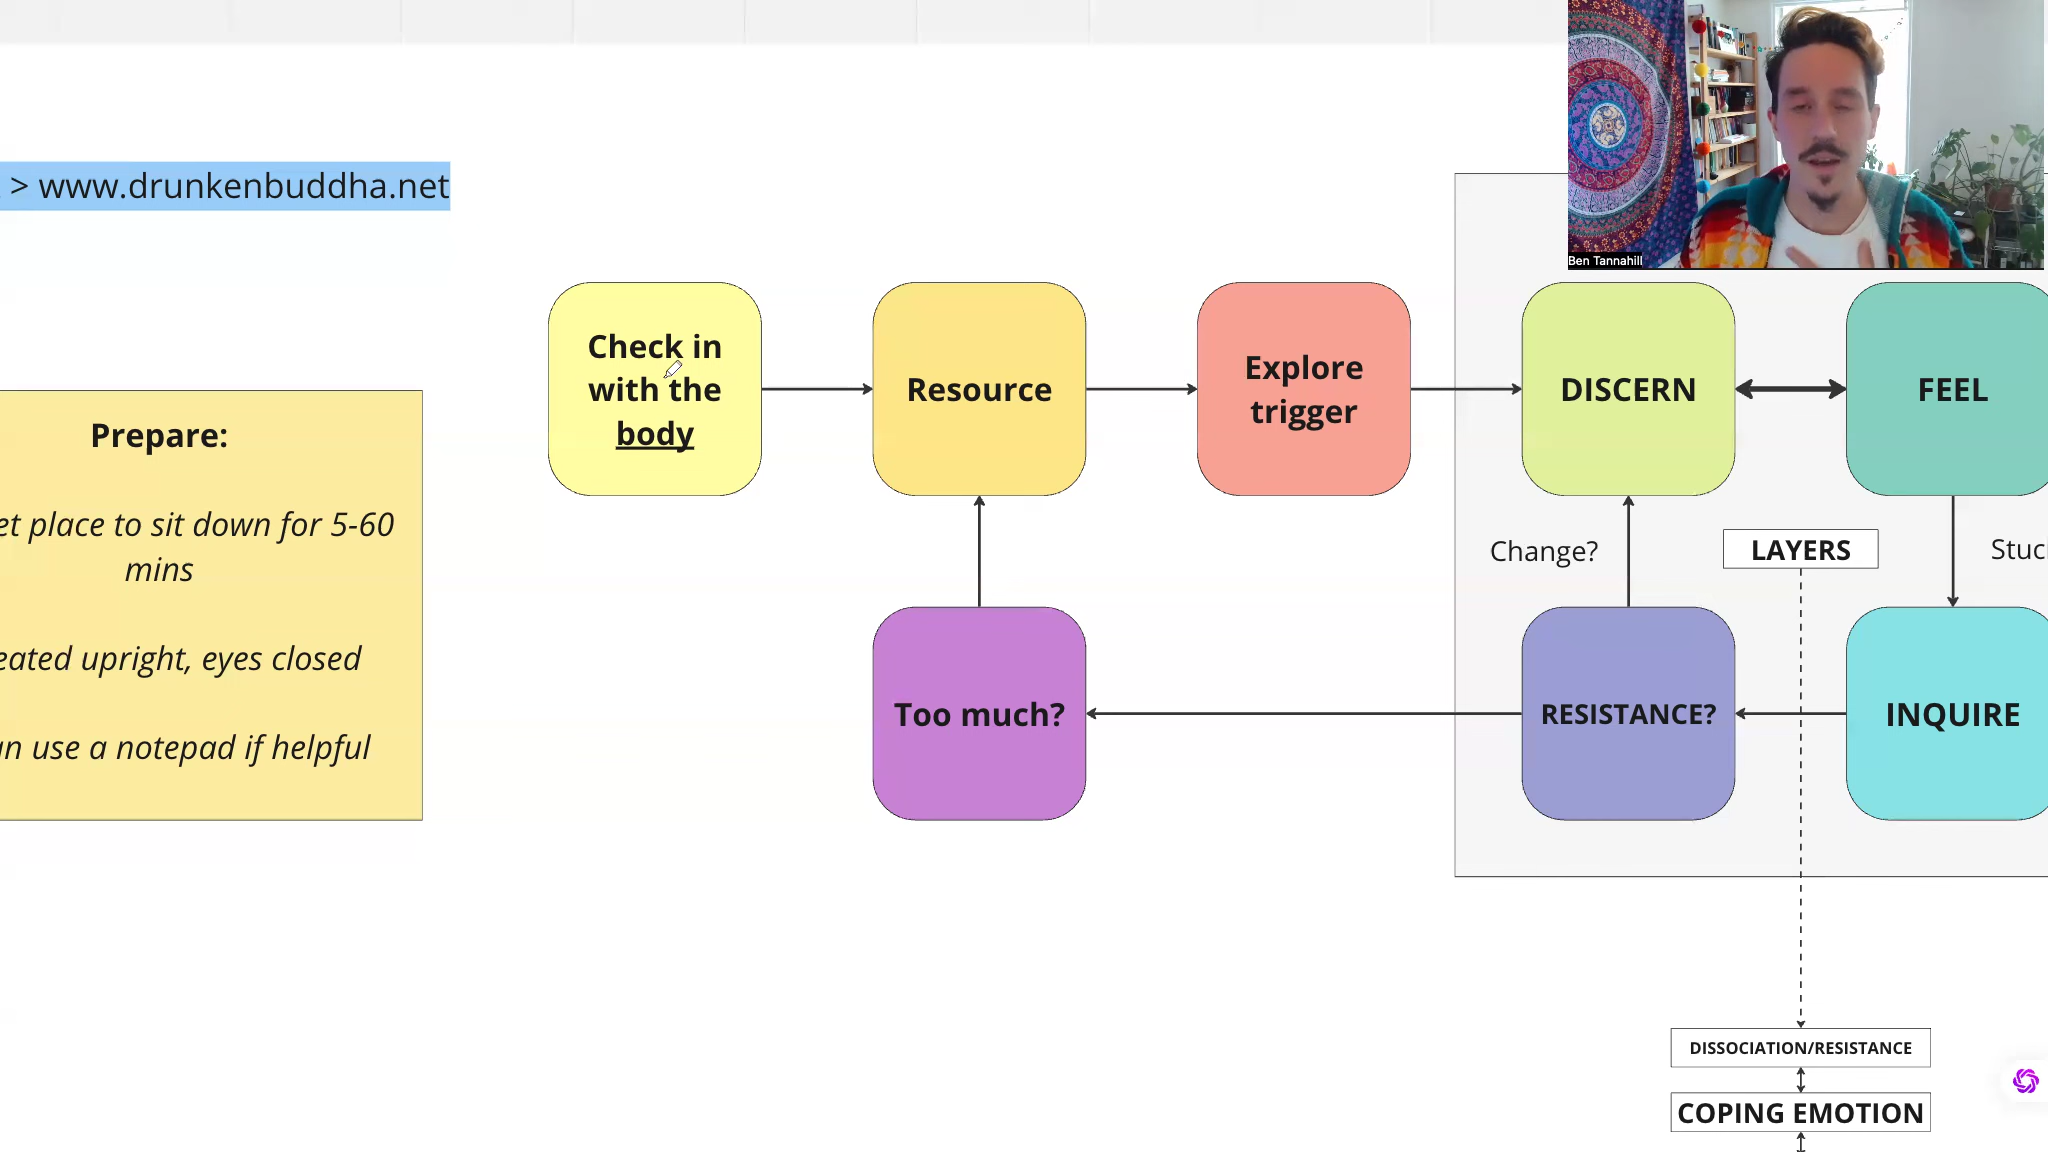 > www.drunkenbuddha.net
Ben Tannahill
Prepare:
place to sit down for 5-60
mins
upright, eyes closed
use a notepad if helpful
Check in
with the
body
Resource
Explore
trigger
DISCERN
FEEL
Change?
LAYERS
Too much?
RESISTANCE?
INQUIRE
DISSOCIATION/RESISTANCE
COPING EMOTION